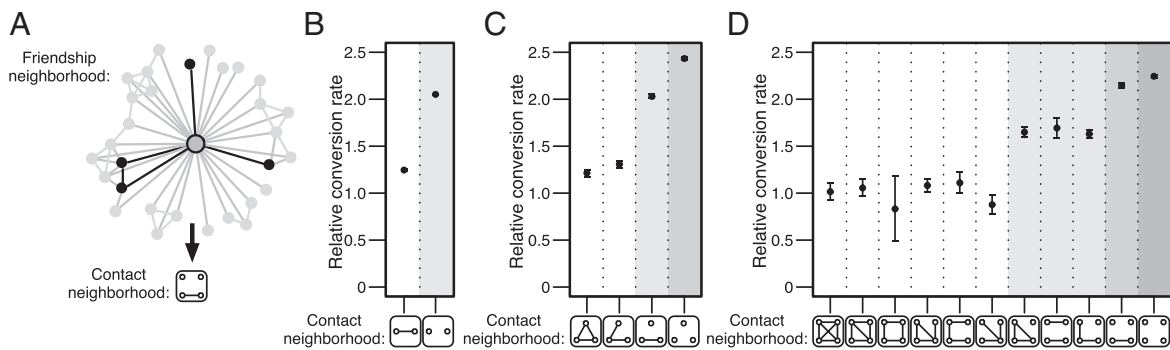 A
Friendship
neighborhood:
Contact
neighborhood:
B
Relative conversion rate
2.5
2.0
1.5
1.0
0.5
0
Contact
neighborhood:
C
Relative conversion rate
2.5
2.0
1.5
1.0
0.5
0
Contact
neighborhood:
D
Relative conversion rate
2.5
2.0
1.5
1.0
0.5
0
Contact
neighborhood: